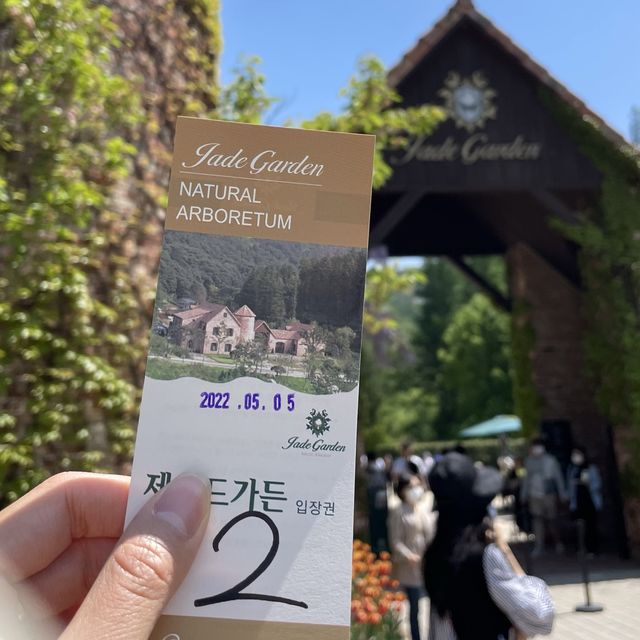 Jade Garden
NATURAL
ARBORETUM
2022 .05. 05
Jade Garden
제이드가든 입장권
2
Jade Garden